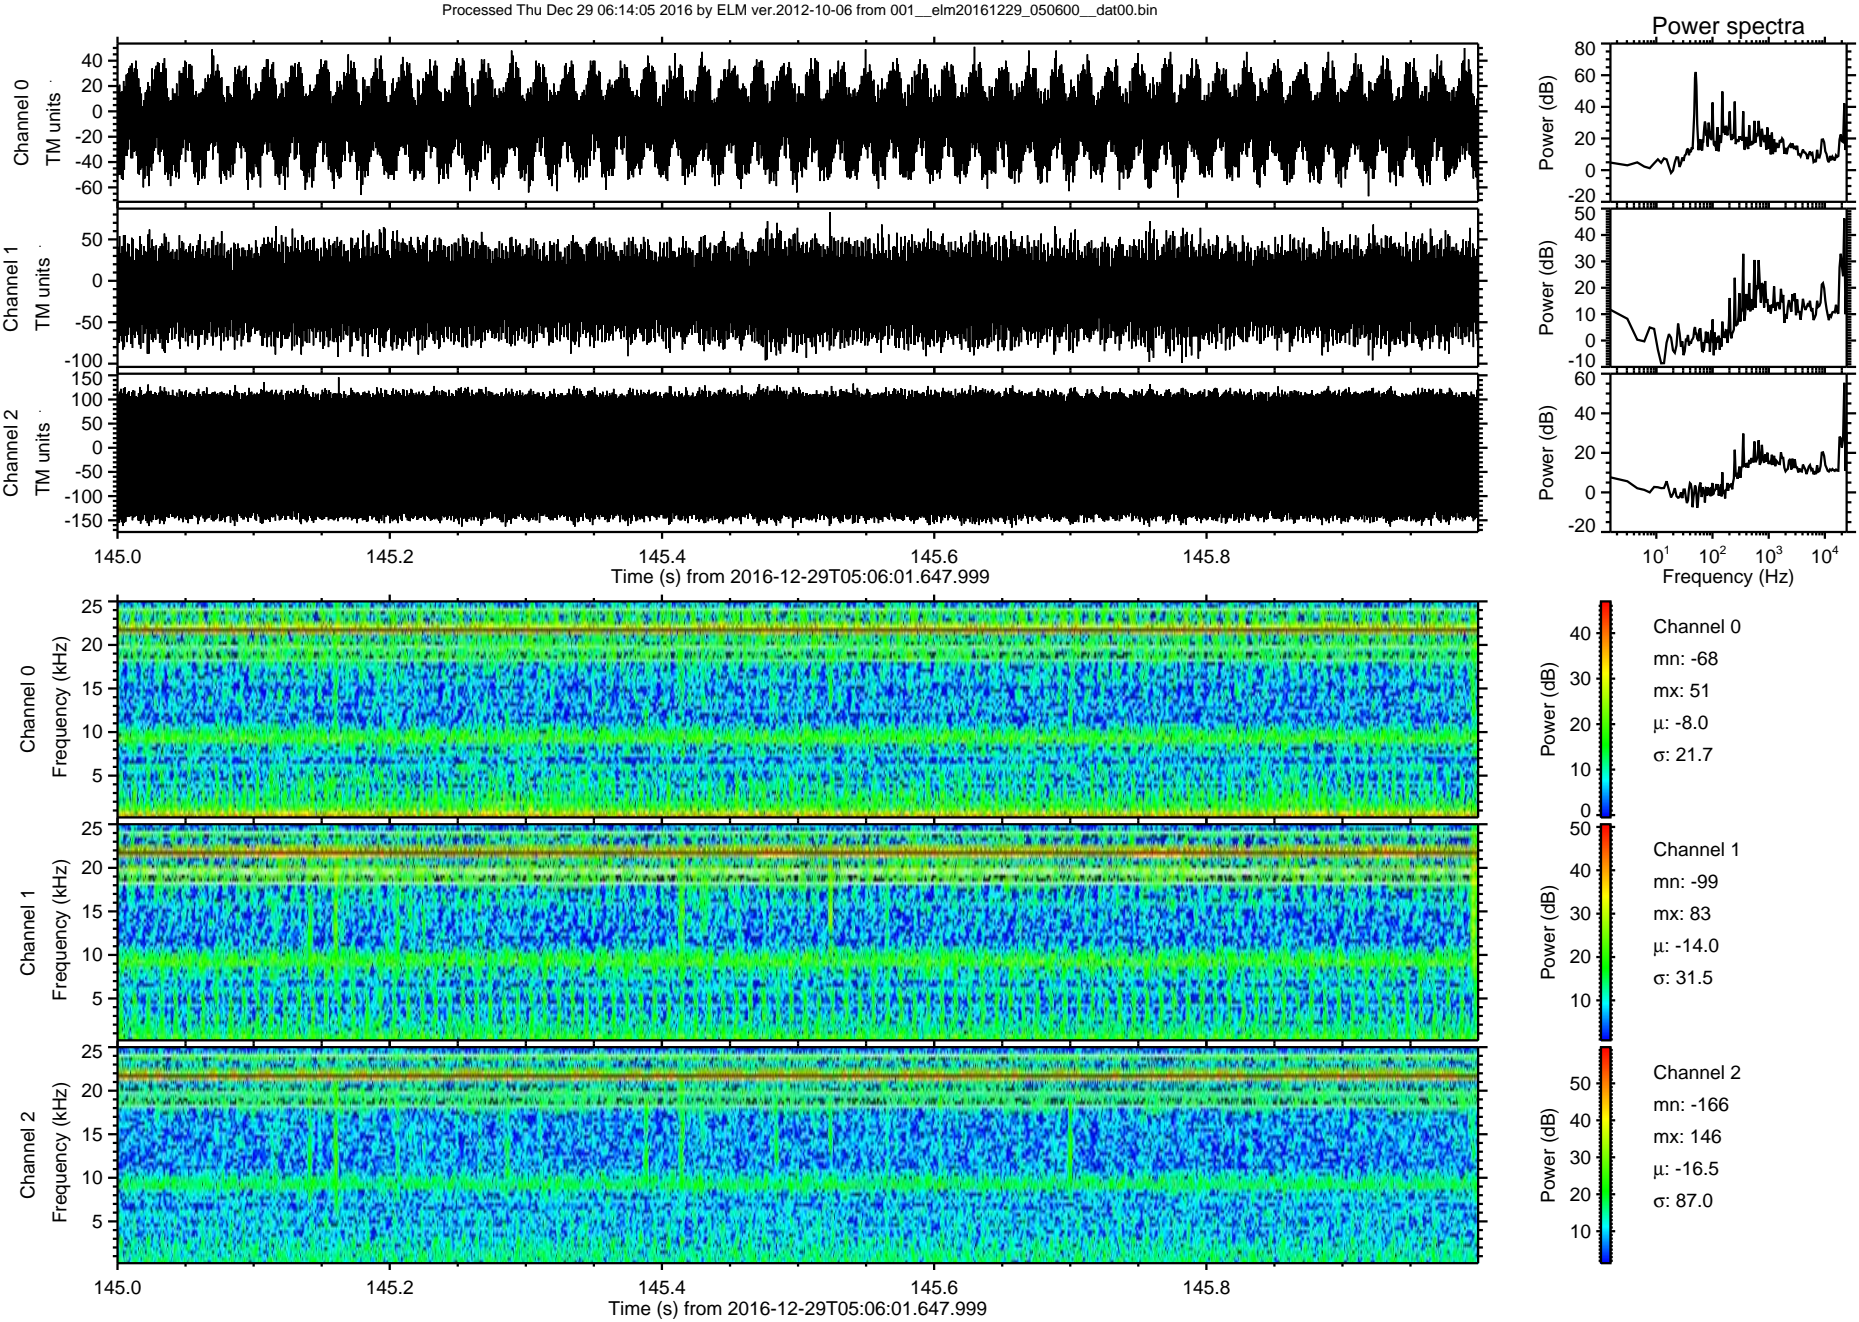 Processed Thu Dec 29 06:14:05 2016 by ELM ver.2012-10-06 from 001__elm20161229_050600__dat00.bin
Power spectra
Channel 0
TM units
40
20
0
-20
-40
-60
Power (dB)
80
60
40
20
0
-20
Channel 1
TM units
50
0
-50
-100
Power (dB)
50
40
30
20
10
0
-10
Channel 2
TM units
150
100
50
0
-50
-100
-150
Power (dB)
60
40
20
0
-20
145.0
145.2
145.4
145.6
145.8
Time (s) from 2016-12-29T05:06:01.647.999
10¹
10²
10³
10⁴
Frequency (Hz)
Channel 0
Frequency (kHz)
25
20
15
10
5
Power (dB)
40
30
20
10
0
Channel 0
mn: -68
mx: 51
μ: -8.0
σ: 21.7
Channel 1
Frequency (kHz)
25
20
15
10
5
Power (dB)
50
40
30
20
10
Channel 1
mn: -99
mx: 83
μ: -14.0
σ: 31.5
Channel 2
Frequency (kHz)
25
20
15
10
5
Power (dB)
50
40
30
20
10
Channel 2
mn: -166
mx: 146
μ: -16.5
σ: 87.0
145.0
145.2
145.4
145.6
145.8
Time (s) from 2016-12-29T05:06:01.647.999